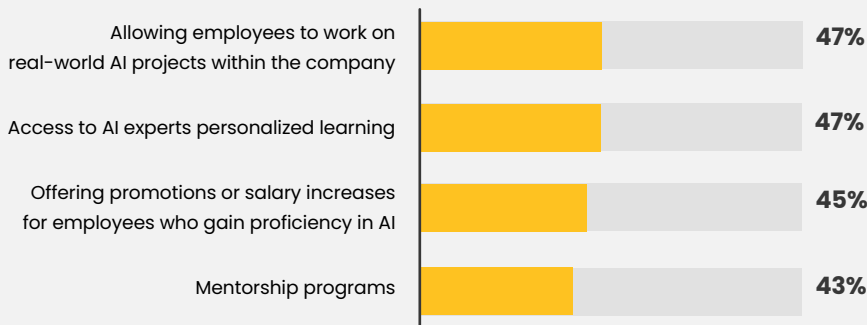 Allowing employees to work on
real-world AI projects within the company
47%
Access to AI experts personalized learning
47%
Offering promotions or salary increases
for employees who gain proficiency in AI
45%
Mentorship programs
43%